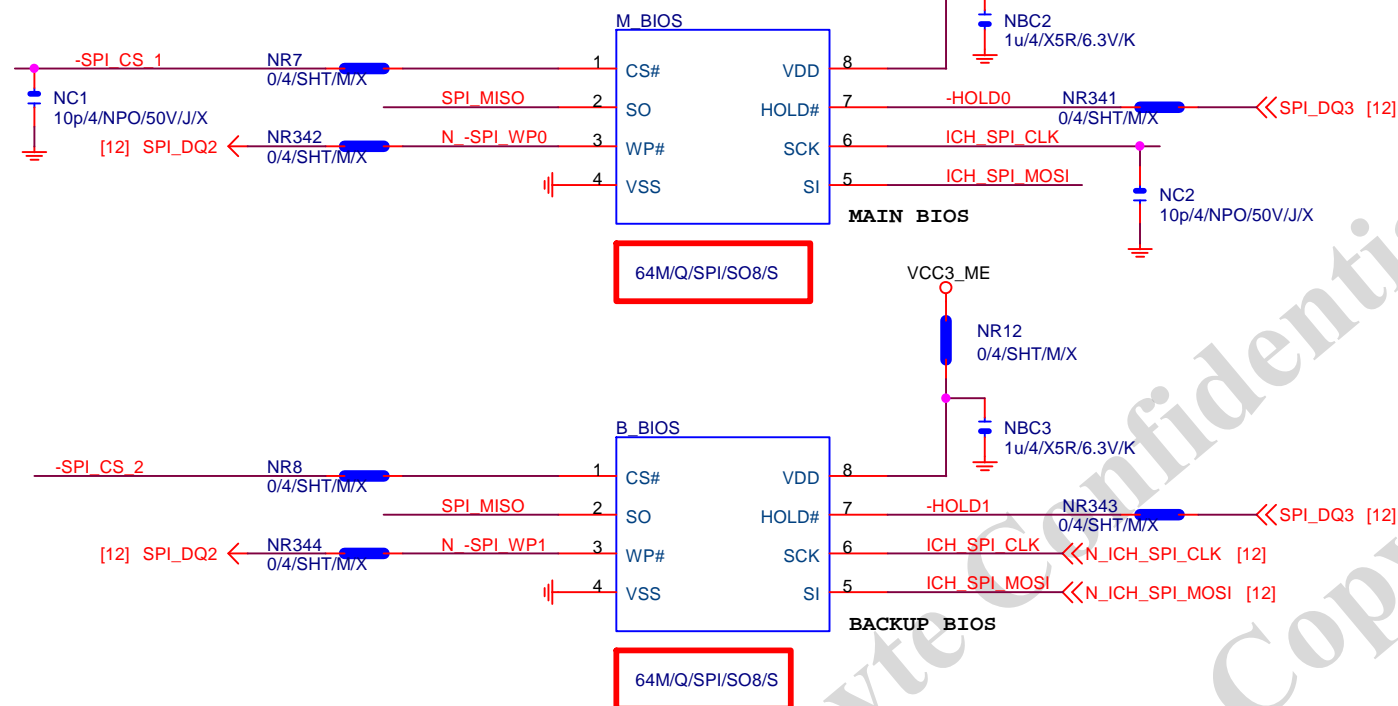 M_BIOS
NBC2
1u/4/X5R/6.3V/K
-SPI_CS_1 NR7 1 CS# VDD 8
0/4/SHT/M/X
NC1
10p/4/NPO/50V/J/X
SPI_MISO 2 SO HOLD# 7 -HOLD0 NR341 SPI_DQ3 [12]
0/4/SHT/M/X
[12] SPI_DQ2 NR342 N_-SPI_WP0 3 WP# SCK 6 ICH_SPI_CLK
0/4/SHT/M/X
4 VSS SI 5 ICH_SPI_MOSI
NC2
10p/4/NPO/50V/J/X
MAIN BIOS
64M/Q/SPI/SO8/S
VCC3_ME
NR12
0/4/SHT/M/X
B_BIOS
NBC3
1u/4/X5R/6.3V/K
-SPI_CS_2 NR8 1 CS# VDD 8
0/4/SHT/M/X
SPI_MISO 2 SO HOLD# 7 -HOLD1 NR343 SPI_DQ3 [12]
0/4/SHT/M/X
[12] SPI_DQ2 NR344 N_-SPI_WP1 3 WP# SCK 6 ICH_SPI_CLK N_ICH_SPI_CLK [12]
0/4/SHT/M/X
4 VSS SI 5 ICH_SPI_MOSI N_ICH_SPI_MOSI [12]
BACKUP BIOS
64M/Q/SPI/SO8/S